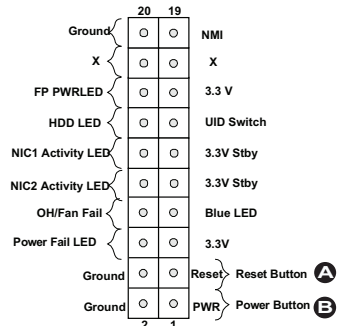 20 19
Ground NMI
X X
FP PWRLED 3.3 V
HDD LED UID Switch
NIC1 Activity LED 3.3V Stby
NIC2 Activity LED 3.3V Stby
OH/Fan Fail Blue LED
Power Fail LED 3.3V
Ground Reset Reset Button A
Ground PWR Power Button B
2 1